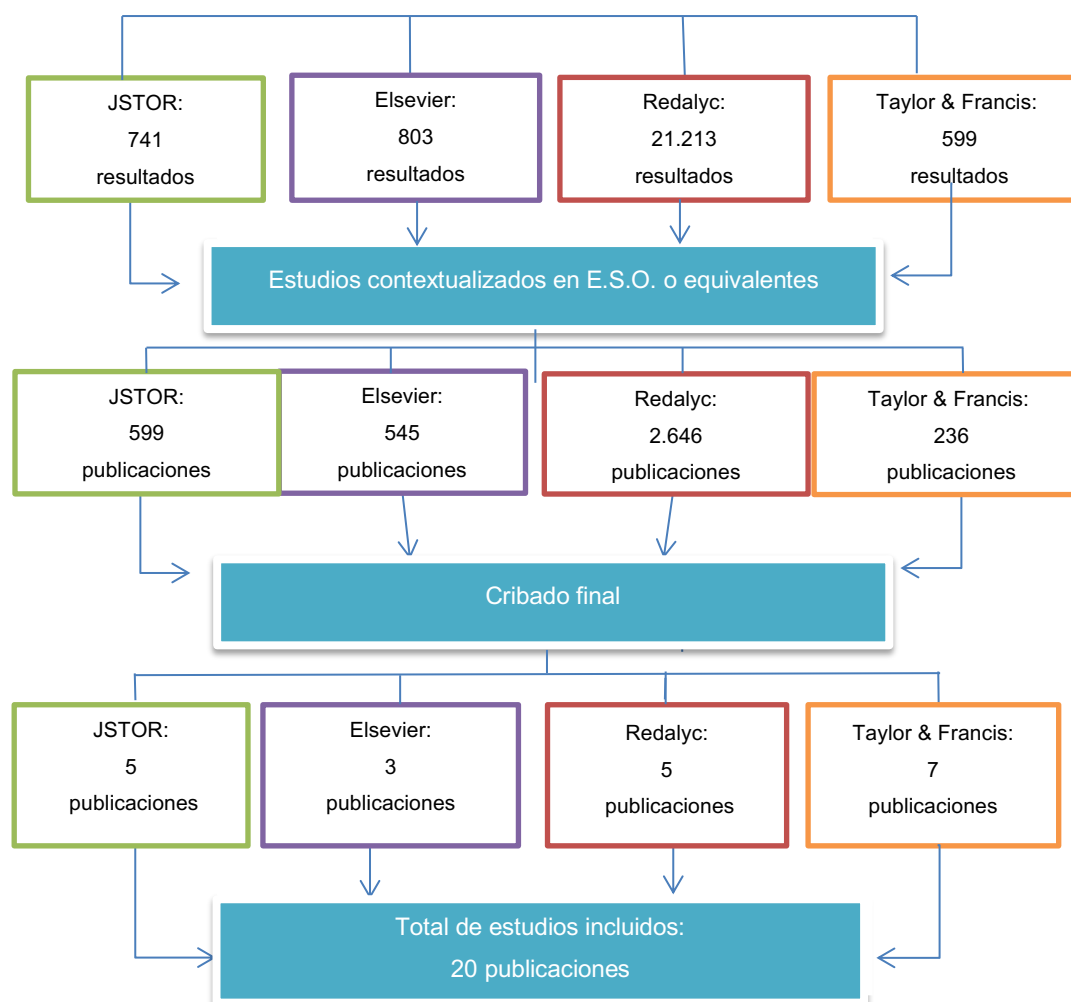 JSTOR:
741
resultados
Elsevier:
803
resultados
Redalyc:
21.213
resultados
Taylor & Francis:
599
resultados
Estudios contextualizados en E.S.O. o equivalentes
JSTOR:
599
publicaciones
Elsevier:
545
publicaciones
Redalyc:
2.646
publicaciones
Taylor & Francis:
236
publicaciones
Cribado final
JSTOR:
5
publicaciones
Elsevier:
3
publicaciones
Redalyc:
5
publicaciones
Taylor & Francis:
7
publicaciones
Total de estudios incluidos:
20 publicaciones